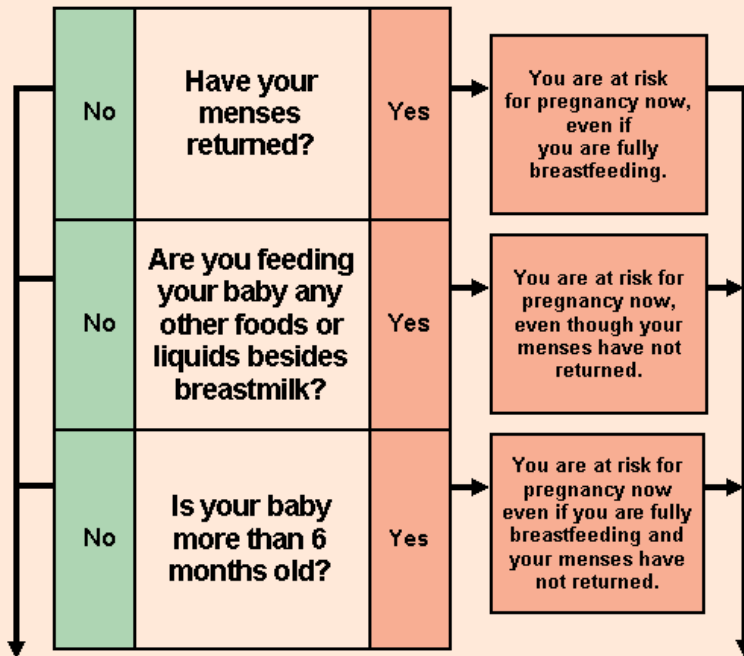 No
Have your
menses
returned?
Yes
You are at risk
for pregnancy now,
even if
you are fully
breastfeeding.
No
Are you feeding
your baby any
other foods or
liquids besides
breastmilk?
Yes
You are at risk for
pregnancy now,
even though your
menses have not
returned.
No
Is your baby
more than 6
months old?
Yes
You are at risk for
pregnancy now
even if you are fully
breastfeeding and
your menses have
not returned.